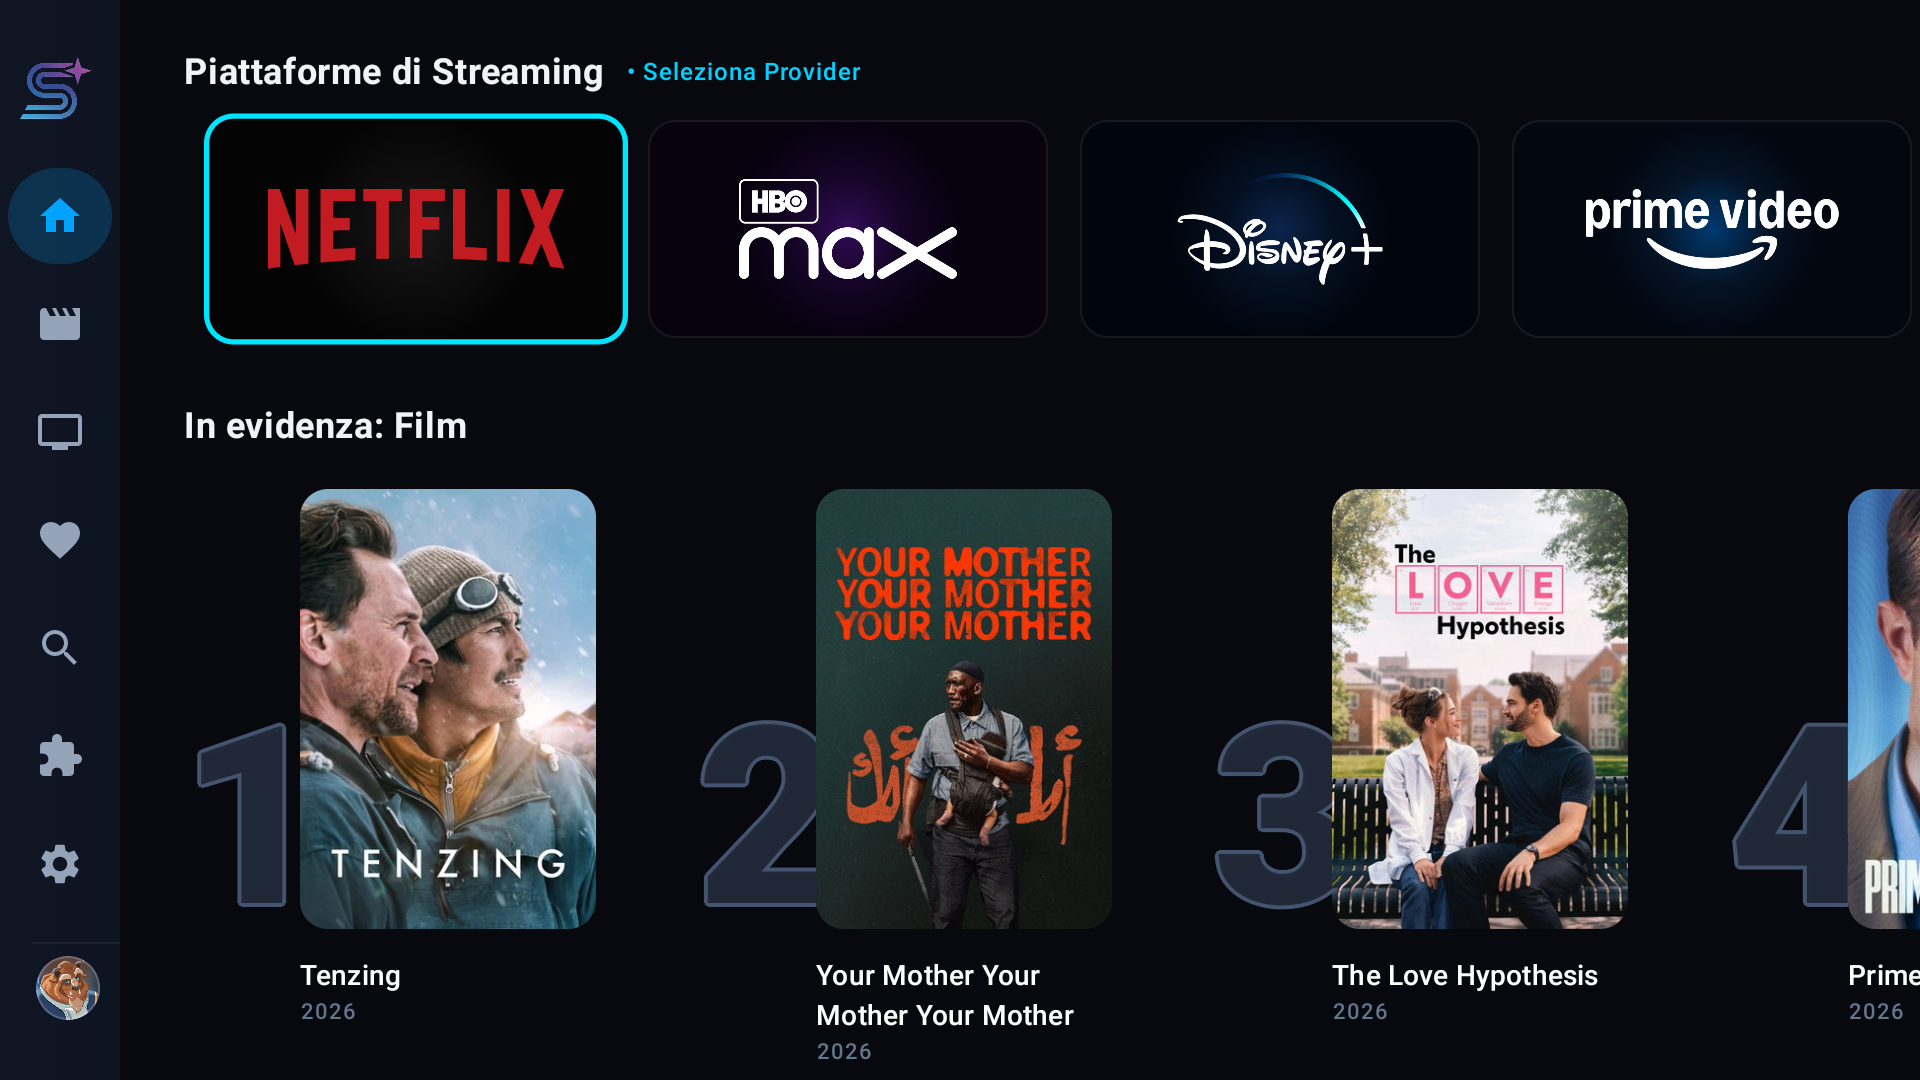 Piattaforme di Streaming • Seleziona Provider
NETFLIX
HBO
max
Disney+
prime video
In evidenza: Film
1
TENZING
Tenzing
2026
2
YOUR MOTHER
YOUR MOTHER
YOUR MOTHER
Your Mother Your
Mother Your Mother
2026
3
The
LOVE
Hypothesis
The Love Hypothesis
2026
4
PRIM
Prime
2026